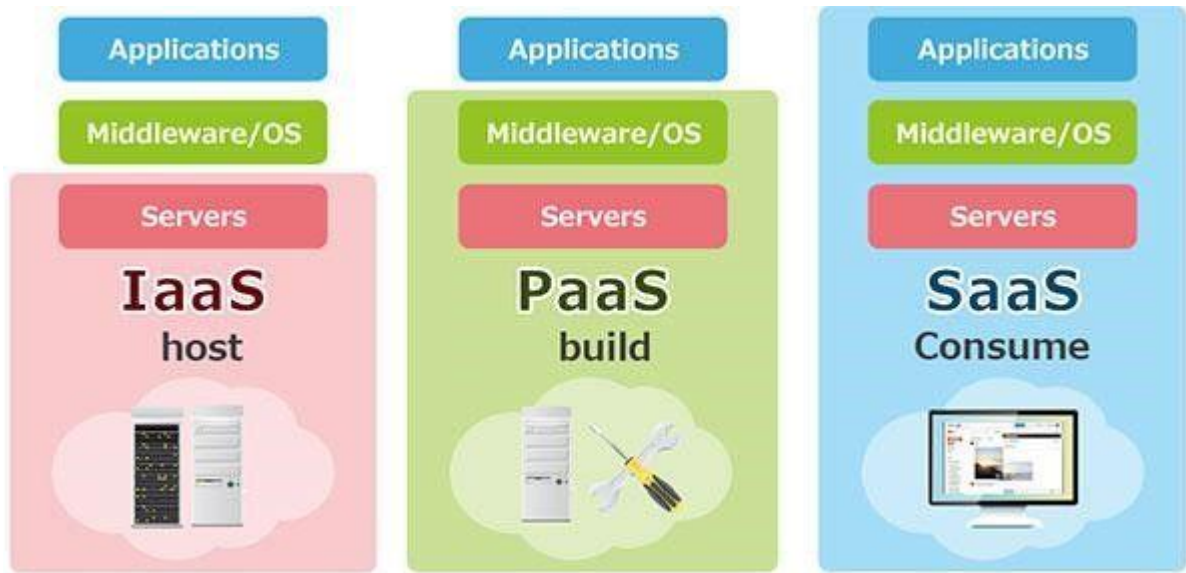 Applications
Middleware/OS
Servers
IaaS
host
Applications
Middleware/OS
Servers
PaaS
build
Applications
Middleware/OS
Servers
SaaS
Consume